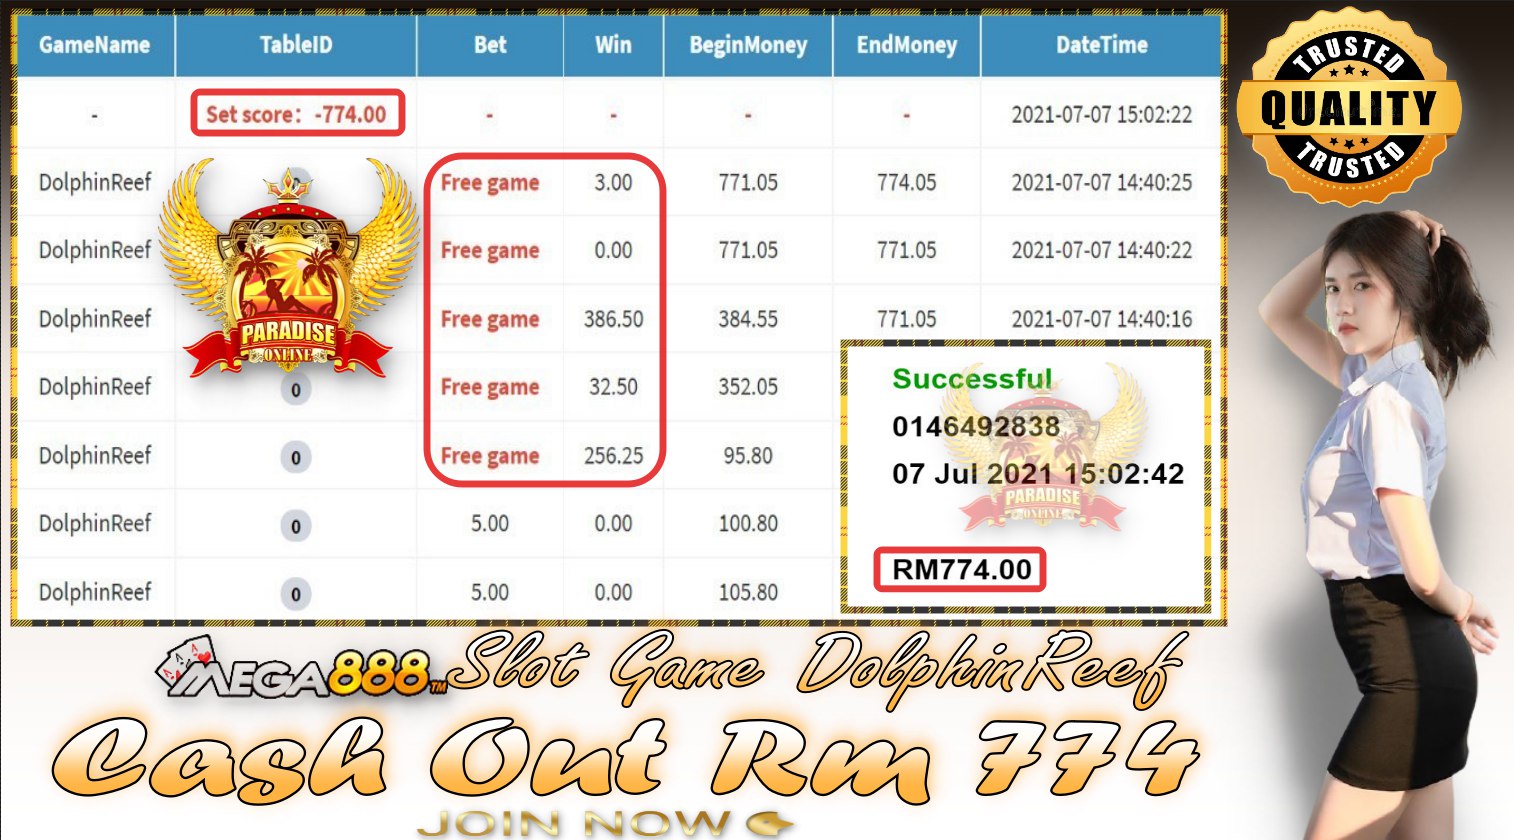 GameName TableID Bet Win BeginMoney EndMoney DateTime
- Set score: -774.00 - - - - 2021-07-07 15:02:22
DolphinReef Free game 3.00 771.05 774.05 2021-07-07 14:40:25
DolphinReef Free game 0.00 771.05 771.05 2021-07-07 14:40:22
DolphinReef Free game 386.50 384.55 771.05 2021-07-07 14:40:16
DolphinReef 0 Free game 32.50 352.05
DolphinReef 0 Free game 256.25 95.80
DolphinReef 0 5.00 0.00 100.80
DolphinReef 0 5.00 0.00 105.80
PARADISE
ONLINE
Successful
0146492838
07 Jul 2021 15:02:42
PARADISE
ONLINE
RM774.00
TRUSTED
QUALITY
TRUSTED
MEGA888 TM Slot Game DolphinReef
Cash Out Rm 774
JOIN NOW